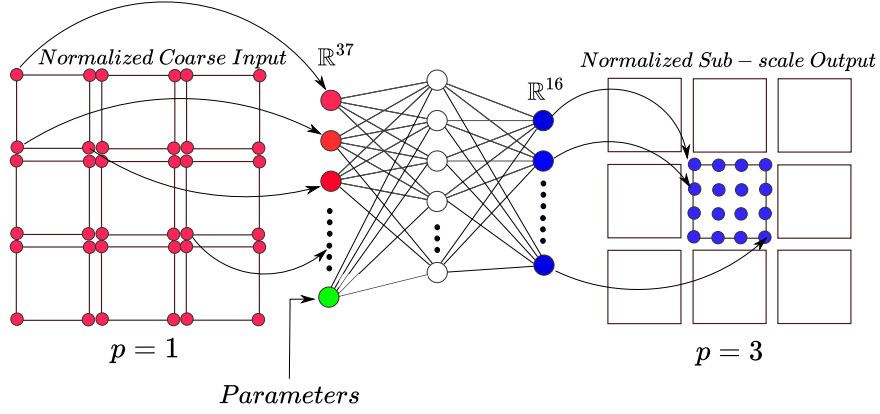 Normalized Coarse Input
ℝ³⁷
ℝ¹⁶
Normalized Sub − scale Output
p = 1
p = 3
Parameters